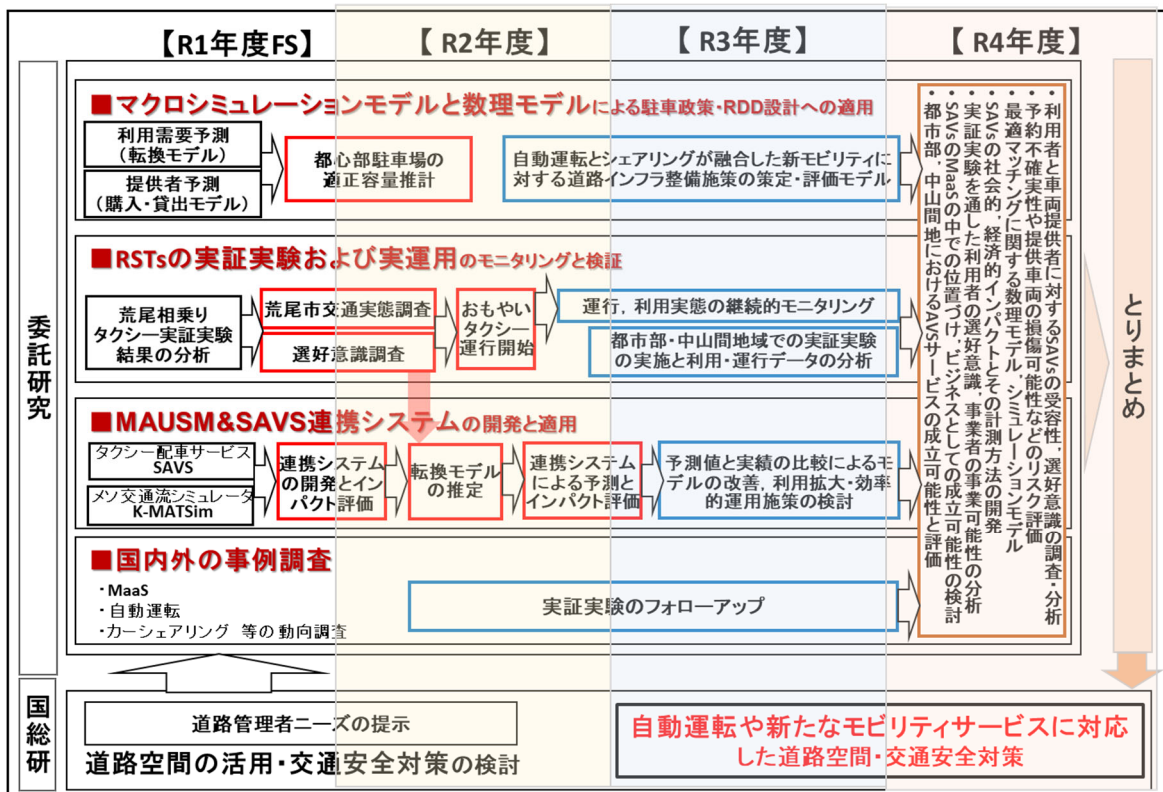 【R1年度FS】
【 R2年度】
【 R3年度】
【 R4年度】
委託研究
■マクロシミュレーションモデルと数理モデルによる駐車政策・RDD設計への適用
利用需要予測
（転換モデル）
提供者予測
（購入・貸出モデル）
都心部駐車場の
適正容量推計
自動運転とシェアリングが融合した新モビリティに
対する道路インフラ整備施策の策定・評価モデル
■RSTsの実証実験および実運用のモニタリングと検証
荒尾相乗り
タクシー実証実験
結果の分析
荒尾市交通実態調査
選好意識調査
おもやい
タクシー
運行開始
運行，利用実態の継続的モニタリング
都市部・中山間地域での実証実験
の実施と利用・運行データの分析
■MAUSM&SAVS連携システムの開発と適用
タクシー配車サービス
SAVS
メソ交通流シミュレータ
K-MATSim
連携システム
の開発とイン
パクト評価
転換モデル
の推定
連携システム
による予測と
インパクト評価
予測値と実績の比較によるモ
デルの改善，利用拡大・効率
的運用施策の検討
■国内外の事例調査
・MaaS
・自動運転
・カーシェアリング 等の動向調査
実証実験のフォローアップ
・利用者と車両提供者に対するSAVsの受容性，選好意識の調査・分析
・予約不確実性や提供車両の損傷可能性などのリスク評価
・最適マッチングに関する数理モデル，シミュレーションモデル
・SAVsの社会的，経済的インパクトとその計測方法の開発
・実証実験を通した利用者の選好意識，事業者の事業可能性の分析
・SAVsのMaaSの中での位置づけ，ビジネスとしての成立可能性の検討
・都市部，中山間地におけるAVSサービスの成立可能性と評価
とりまとめ
国総研
道路管理者ニーズの提示
道路空間の活用・交通安全対策の検討
自動運転や新たなモビリティサービスに対応
した道路空間・交通安全対策